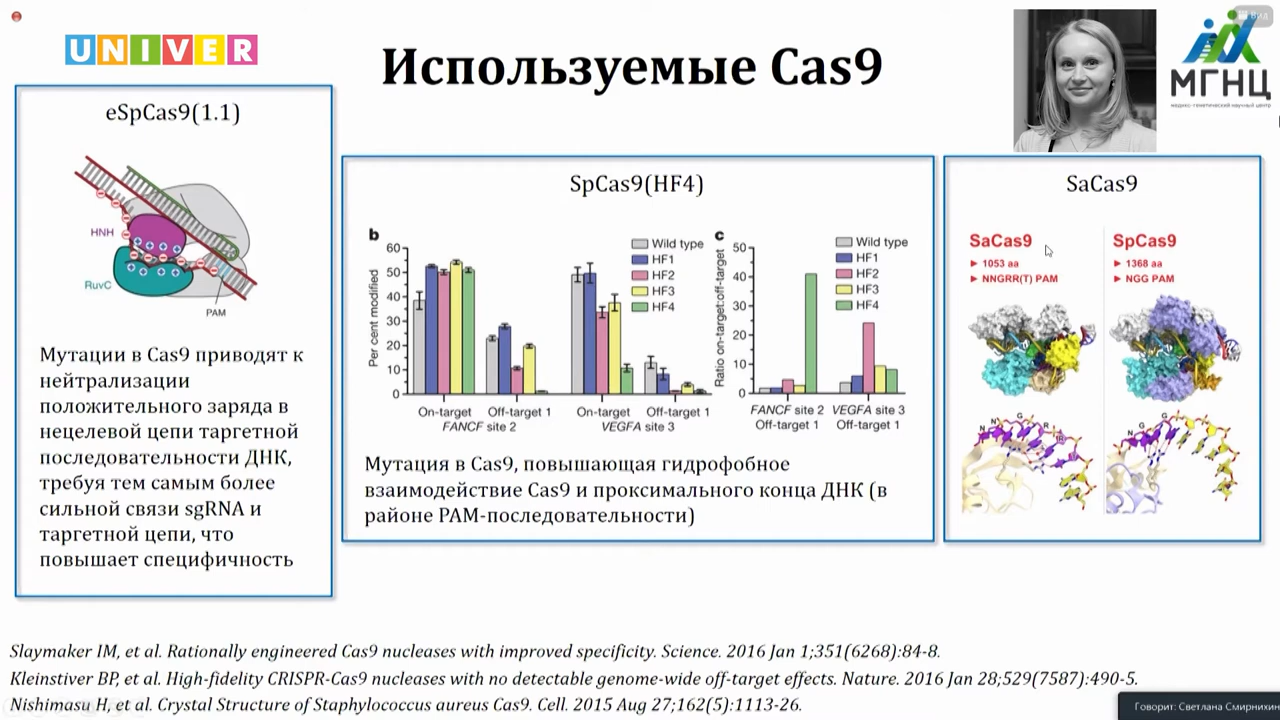 Вид
UNIVER
Используемые Cas9
МГНЦ
медико-генетический научный центр
eSpCas9(1.1)
HNH
RuvC
PAM
Мутации в Cas9 приводят к
нейтрализации
положительного заряда в
нецелевой цепи таргетной
последовательности ДНК,
требуя тем самым более
сильной связи sgRNA и
таргетной цепи, что
повышает специфичность
SpCas9(HF4)
b
Per cent modified
60
50
40
30
20
10
0
Wild type
HF1
HF2
HF3
HF4
On-target Off-target 1 On-target Off-target 1
FANCF site 2 VEGFA site 3
c
Ratio on-target:off-target
50
40
30
20
10
0
Wild type
HF1
HF2
HF3
HF4
FANCF site 2 VEGFA site 3
Off-target 1 Off-target 1
Мутация в Cas9, повышающая гидрофобное
взаимодействие Cas9 и проксимального конца ДНК (в
районе PAM-последовательности)
SaCas9
SaCas9
► 1053 aa
► NNGRR(T) PAM
SpCas9
► 1368 aa
► NGG PAM
N N G R R
N G G
Slaymaker IM, et al. Rationally engineered Cas9 nucleases with improved specificity. Science. 2016 Jan 1;351(6268):84-8.
Kleinstiver BP, et al. High-fidelity CRISPR-Cas9 nucleases with no detectable genome-wide off-target effects. Nature. 2016 Jan 28;529(7587):490-5.
Nishimasu H, et al. Crystal Structure of Staphylococcus aureus Cas9. Cell. 2015 Aug 27;162(5):1113-26.
Говорит: Светлана Смирнихин